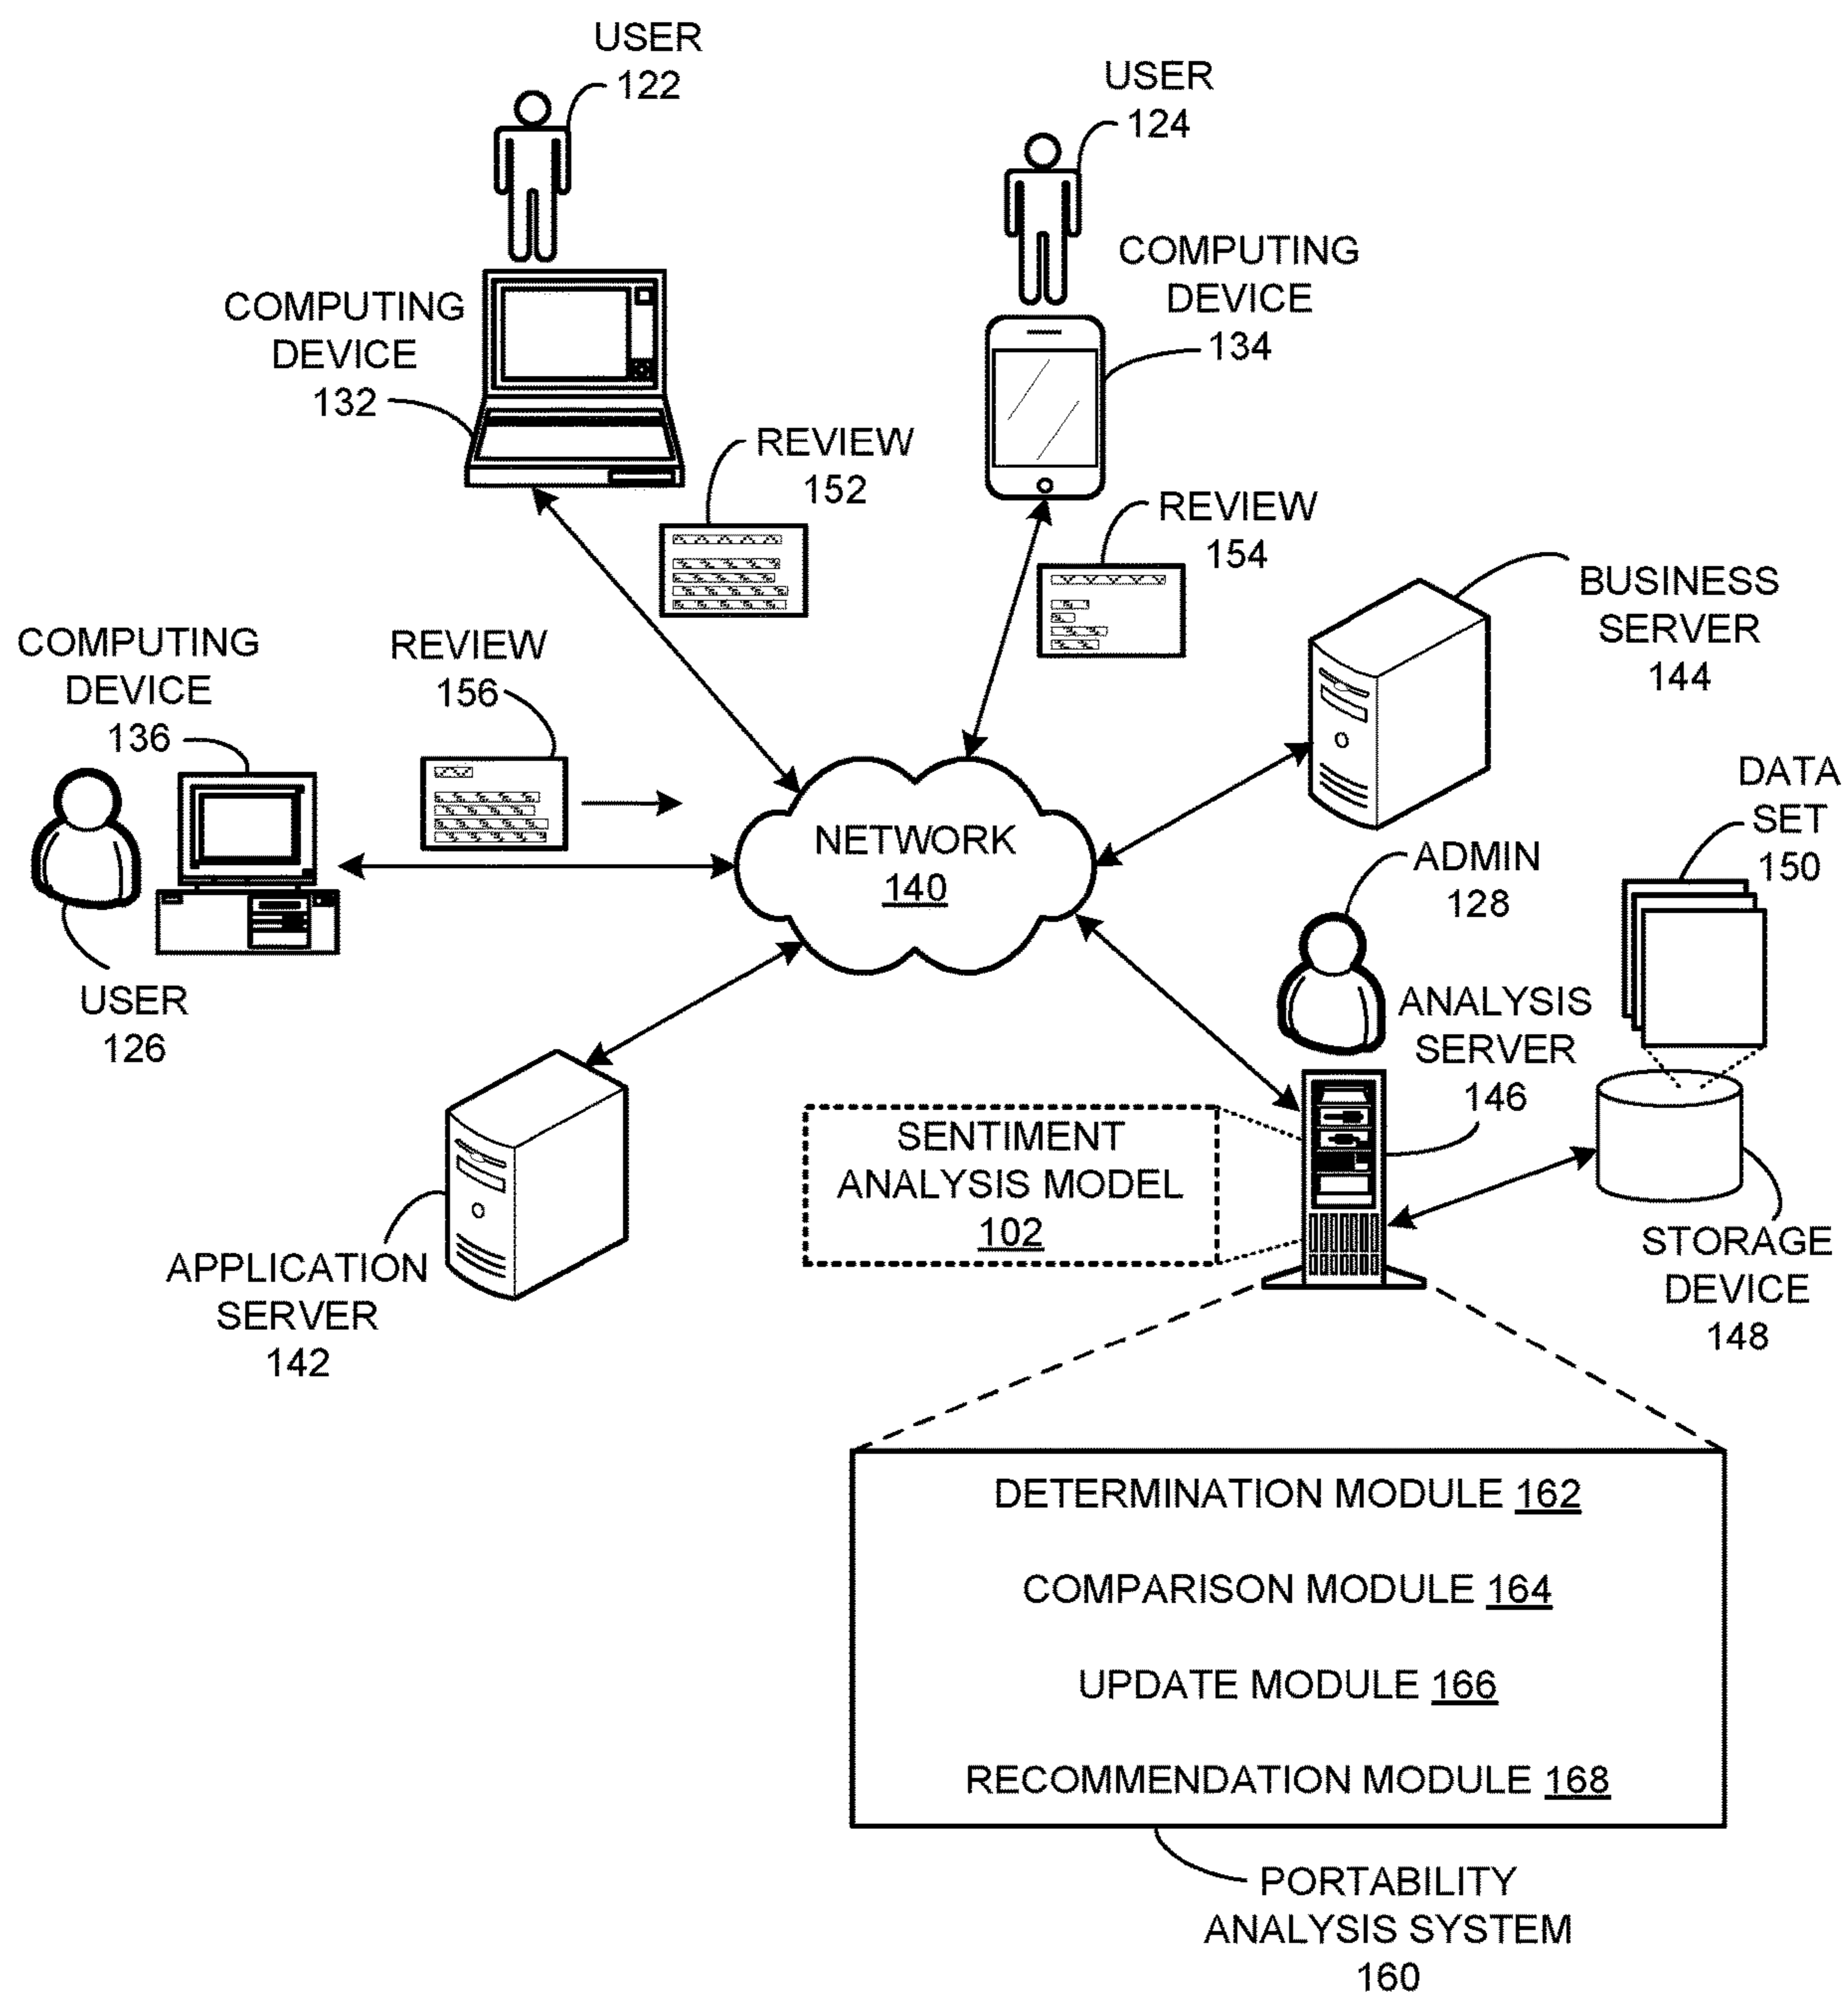 USER
122
USER
124
COMPUTING
DEVICE
132
COMPUTING
DEVICE
134
REVIEW
152
REVIEW
154
BUSINESS
SERVER
144
COMPUTING
DEVICE
136
REVIEW
156
DATA
SET
150
NETWORK
140
ADMIN
128
USER
126
ANALYSIS
SERVER
146
SENTIMENT
ANALYSIS MODEL
102
APPLICATION
SERVER
142
STORAGE
DEVICE
148
DETERMINATION MODULE 162
COMPARISON MODULE 164
UPDATE MODULE 166
RECOMMENDATION MODULE 168
PORTABILITY
ANALYSIS SYSTEM
160